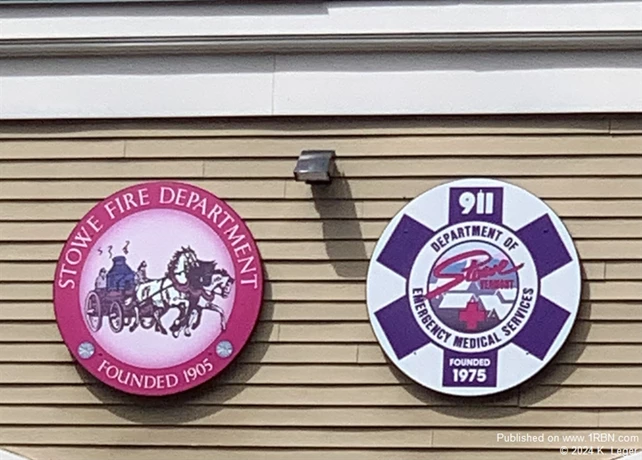 STOWE FIRE DEPARTMENT
FOUNDED 1905
911
DEPARTMENT OF
Stowe
VERMONT
EMERGENCY MEDICAL SERVICES
FOUNDED
1975
Published on www.1RBN.com
© 2024 K. Leger